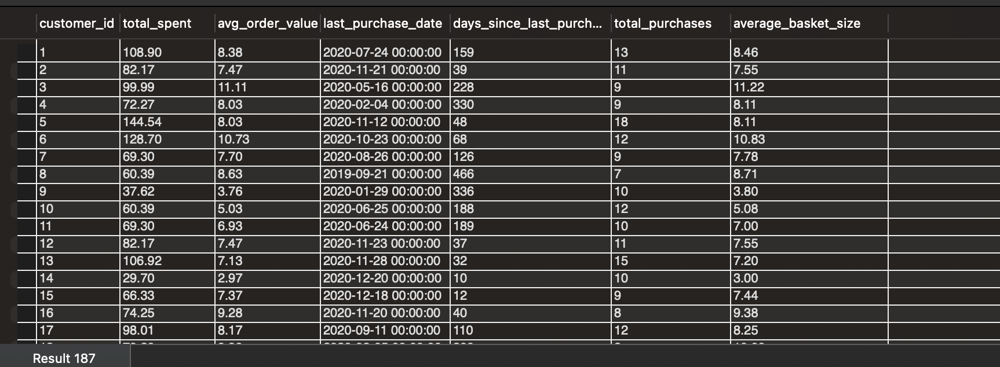 customer_id total_spent avg_order_value last_purchase_date days_since_last_purch... total_purchases average_basket_size
1 108.90 8.38 2020-07-24 00:00:00 159 13 8.46
2 82.17 7.47 2020-11-21 00:00:00 39 11 7.55
3 99.99 11.11 2020-05-16 00:00:00 228 9 11.22
4 72.27 8.03 2020-02-04 00:00:00 330 9 8.11
5 144.54 8.03 2020-11-12 00:00:00 48 18 8.11
6 128.70 10.73 2020-10-23 00:00:00 68 12 10.83
7 69.30 7.70 2020-08-26 00:00:00 126 9 7.78
8 60.39 8.63 2019-09-21 00:00:00 466 7 8.71
9 37.62 3.76 2020-01-29 00:00:00 336 10 3.80
10 60.39 5.03 2020-06-25 00:00:00 188 12 5.08
11 69.30 6.93 2020-06-24 00:00:00 189 10 7.00
12 82.17 7.47 2020-11-23 00:00:00 37 11 7.55
13 106.92 7.13 2020-11-28 00:00:00 32 15 7.20
14 29.70 2.97 2020-12-20 00:00:00 10 10 3.00
15 66.33 7.37 2020-12-18 00:00:00 12 9 7.44
16 74.25 9.28 2020-11-20 00:00:00 40 8 9.38
17 98.01 8.17 2020-09-11 00:00:00 110 12 8.25
Result 187